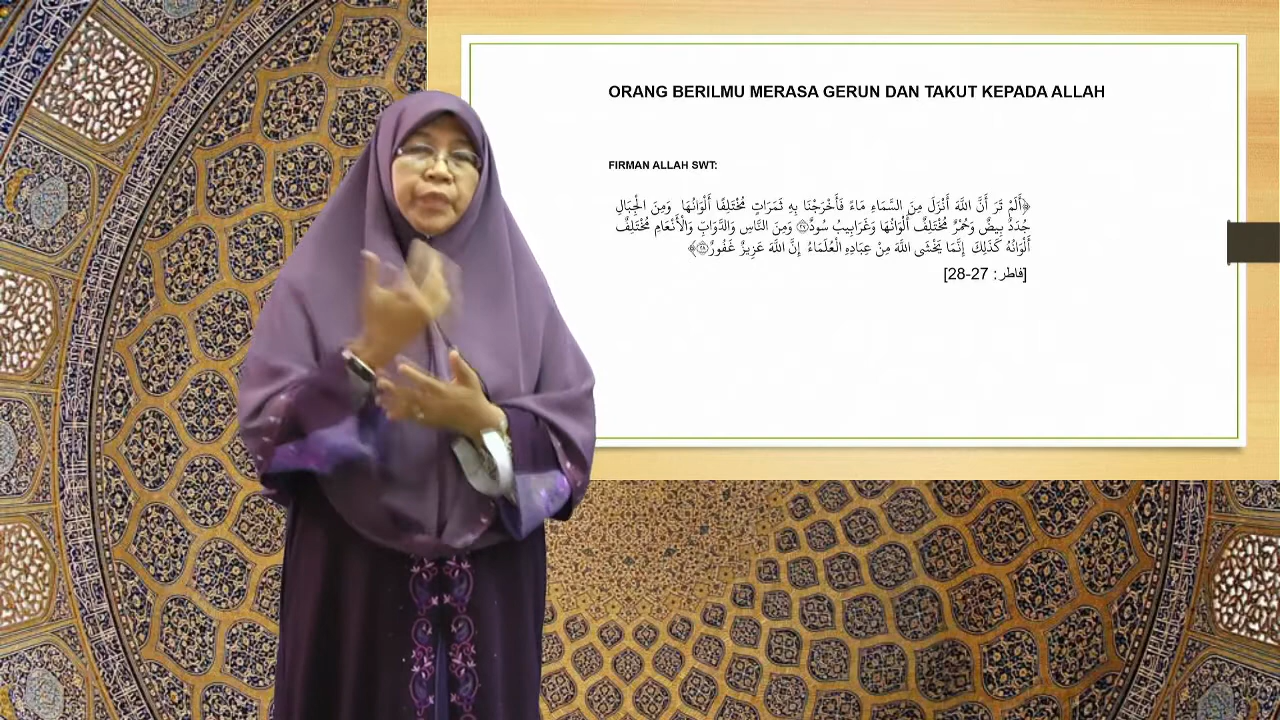 ORANG BERILMU MERASA GERUN DAN TAKUT KEPADA ALLAH
FIRMAN ALLAH SWT:
﴿أَلَمْ تَرَ أَنَّ اللَّهَ أَنْزَلَ مِنَ السَّمَاءِ مَاءً فَأَخْرَجْنَا بِهِ ثَمَرَاتٍ مُخْتَلِفًا أَلْوَانُهَا وَمِنَ الْجِبَالِ
جُدَدٌ بِيضٌ وَحُمْرٌ مُخْتَلِفٌ أَلْوَانُهَا وَغَرَابِيبُ سُودٌ۝ وَمِنَ النَّاسِ وَالدَّوَابِّ وَالْأَنْعَامِ مُخْتَلِفٌ
أَلْوَانُهُ كَذَلِكَ إِنَّمَا يَخْشَى اللَّهَ مِنْ عِبَادِهِ الْعُلَمَاءُ إِنَّ اللَّهَ عَزِيزٌ غَفُورٌ۝﴾
[فاطر: 27-28]